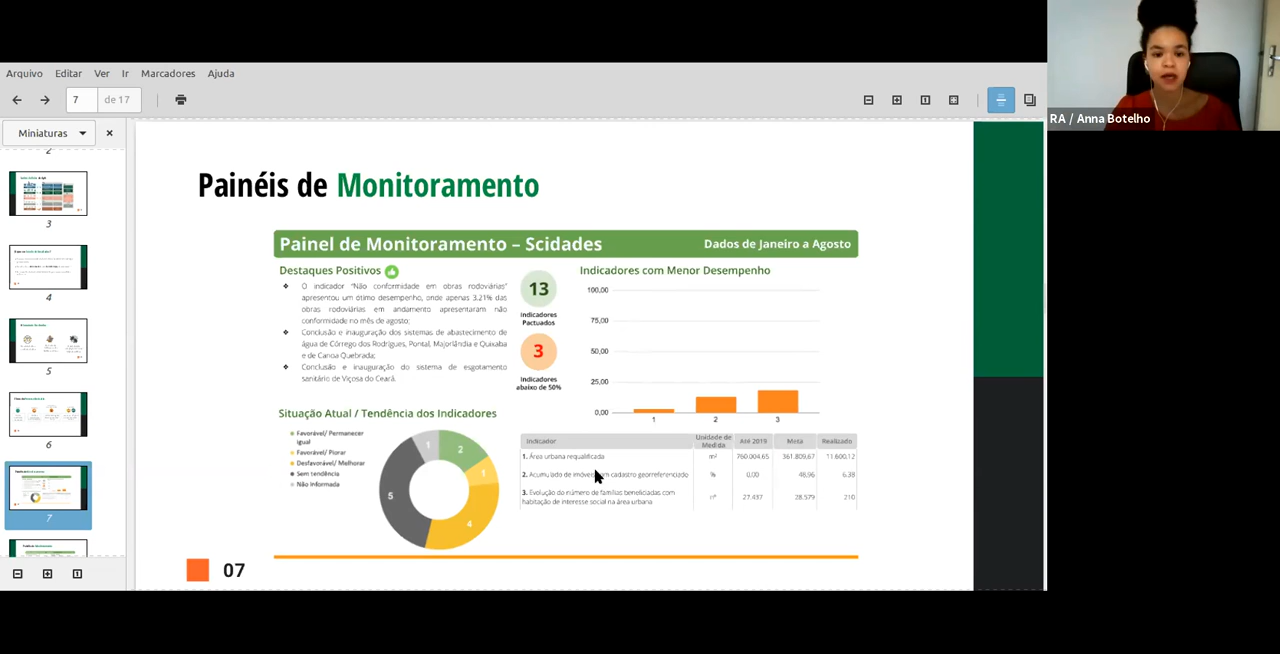 Arquivo Editar Ver Ir Marcadores Ajuda
7 de 17
Miniaturas
RA / Anna Botelho
2
3
4
5
6
7
Painéis de Monitoramento
Painel de Monitoramento – Scidades Dados de Janeiro a Agosto
Destaques Positivos
O indicador "Não conformidade em obras rodoviárias"
apresentou um ótimo desempenho, onde apenas 3,21% das
obras rodoviárias em andamento apresentaram não
conformidade no mês de agosto;
Conclusão e inauguração dos sistemas de abastecimento de
água de Córrego dos Rodrigues, Pontal, Majorlândia e Quixaba
e de Canoa Quebrada;
Conclusão e inauguração do sistema de esgotamento
sanitário de Viçosa do Ceará.
13
Indicadores
Pactuados
3
Indicadores
abaixo de 50%
Indicadores com Menor Desempenho
100,00
75,00
50,00
25,00
0,00
1 2 3
Situação Atual / Tendência dos Indicadores
Favorável/ Permanecer
igual
Favorável/ Piorar
Desfavorável/ Melhorar
Sem tendência
Não Informada
1
2
1
5
4
Indicador Unidade de
Medida Até 2019 Meta Realizado
1. Área urbana requalificada m² 760.004,65 361.809,67 11.600,12
2. Acumulado de em cadastro georreferenciado % 0,00 46,96 6,38
3. Evolução do número de famílias beneficiadas com
habitação de interesse social na área urbana nº 27.437 28.579 210
07